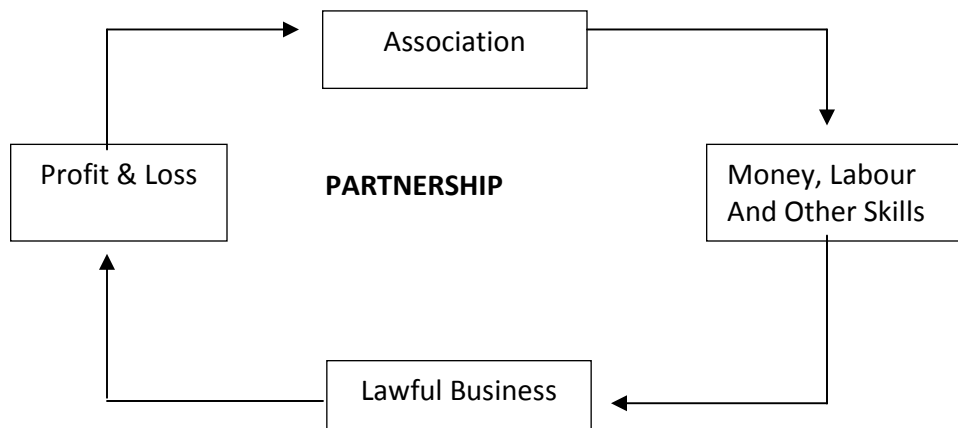 Association
Profit & Loss
PARTNERSHIP
Money, Labour
And Other Skills
Lawful Business